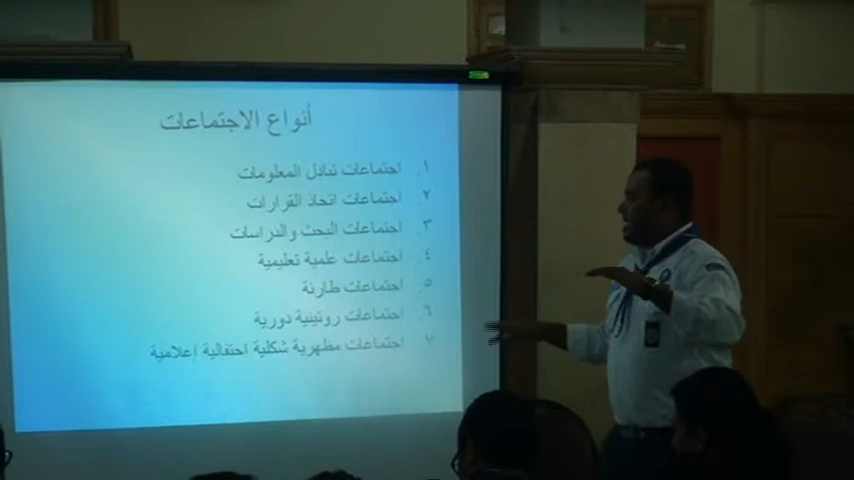 أنواع الاجتماعات
١. اجتماعات تبادل المعلومات
٢. اجتماعات اتخاذ القرارات
٣. اجتماعات البحث والدراسات
٤. اجتماعات علمية تعليمية
٥. اجتماعات طارئة
٦. اجتماعات روتينية دورية
٧. اجتماعات مظهرية شكلية احتفالية إعلامية